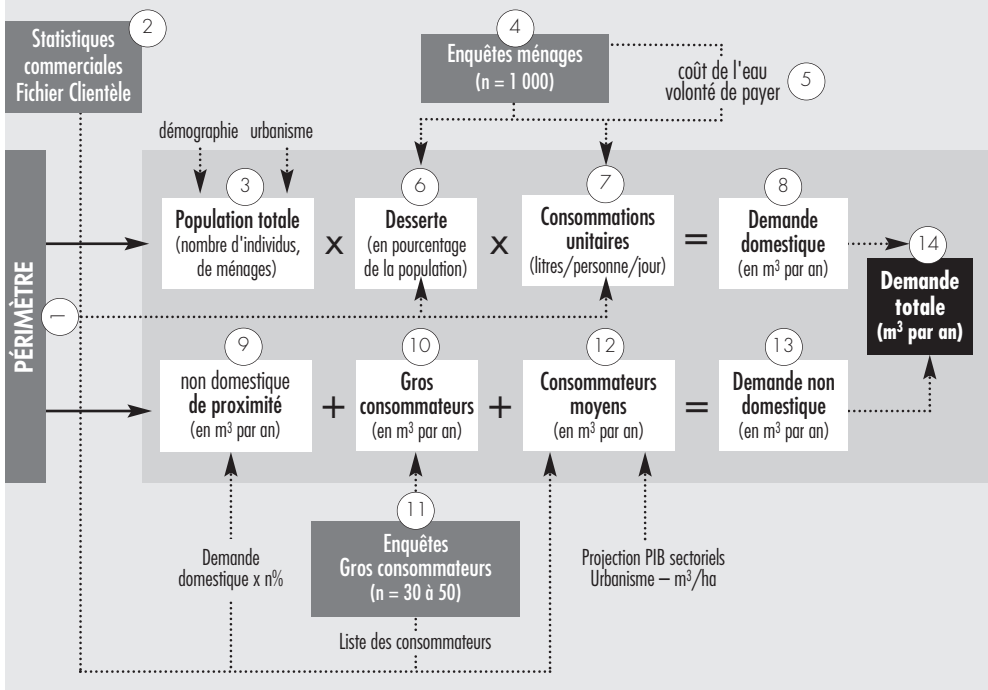 2
Statistiques
commerciales
Fichier Clientèle
4
Enquêtes ménages
(n = 1 000)
coût de l'eau
volonté de payer
5
démographie urbanisme
PÉRIMÈTRE
1
3
Population totale
(nombre d'individus,
de ménages)
x
6
Desserte
(en pourcentage
de la population)
x
7
Consommations
unitaires
(litres/personne/jour)
=
8
Demande
domestique
(en m³ par an)
14
Demande
totale
(m³ par an)
9
non domestique
de proximité
(en m³ par an)
+
10
Gros
consommateurs
(en m³ par an)
+
12
Consommateurs
moyens
(en m³ par an)
=
13
Demande non
domestique
(en m³ par an)
11
Enquêtes
Gros consommateurs
(n = 30 à 50)
Demande
domestique x n%
Projection PIB sectoriels
Urbanisme – m³/ha
Liste des consommateurs